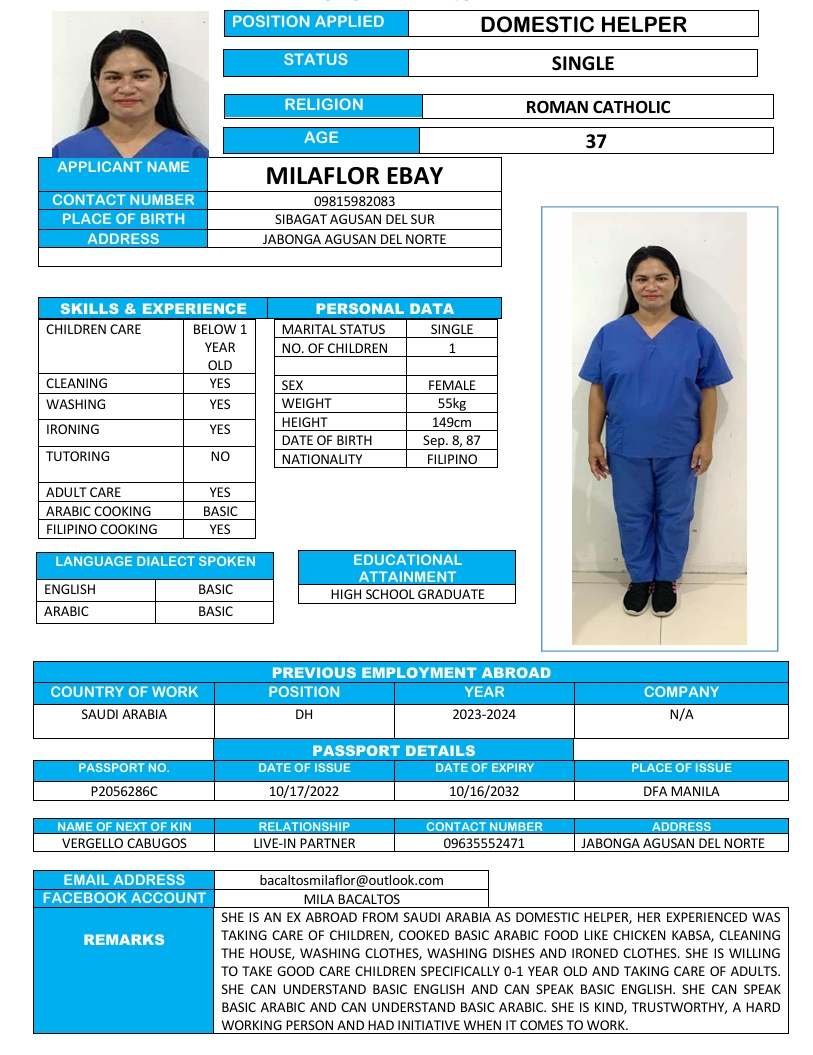 POSITION APPLIED DOMESTIC HELPER
STATUS SINGLE
RELIGION ROMAN CATHOLIC
AGE 37
APPLICANT NAME MILAFLOR EBAY
CONTACT NUMBER 09815982083
PLACE OF BIRTH SIBAGAT AGUSAN DEL SUR
ADDRESS JABONGA AGUSAN DEL NORTE
SKILLS & EXPERIENCE
CHILDREN CARE BELOW 1
YEAR
OLD
CLEANING YES
WASHING YES
IRONING YES
TUTORING NO
ADULT CARE YES
ARABIC COOKING BASIC
FILIPINO COOKING YES
PERSONAL DATA
MARITAL STATUS SINGLE
NO. OF CHILDREN 1
SEX FEMALE
WEIGHT 55kg
HEIGHT 149cm
DATE OF BIRTH Sep. 8, 87
NATIONALITY FILIPINO
LANGUAGE DIALECT SPOKEN
ENGLISH BASIC
ARABIC BASIC
EDUCATIONAL
ATTAINMENT
HIGH SCHOOL GRADUATE
PREVIOUS EMPLOYMENT ABROAD
COUNTRY OF WORK POSITION YEAR COMPANY
SAUDI ARABIA DH 2023-2024 N/A
PASSPORT DETAILS
PASSPORT NO. DATE OF ISSUE DATE OF EXPIRY PLACE OF ISSUE
P2056286C 10/17/2022 10/16/2032 DFA MANILA
NAME OF NEXT OF KIN RELATIONSHIP CONTACT NUMBER ADDRESS
VERGELLO CABUGOS LIVE-IN PARTNER 09635552471 JABONGA AGUSAN DEL NORTE
EMAIL ADDRESS bacaltosmilaflor@outlook.com
FACEBOOK ACCOUNT MILA BACALTOS
REMARKS
SHE IS AN EX ABROAD FROM SAUDI ARABIA AS DOMESTIC HELPER, HER EXPERIENCED WAS
TAKING CARE OF CHILDREN, COOKED BASIC ARABIC FOOD LIKE CHICKEN KABSA, CLEANING
THE HOUSE, WASHING CLOTHES, WASHING DISHES AND IRONED CLOTHES. SHE IS WILLING
TO TAKE GOOD CARE CHILDREN SPECIFICALLY 0-1 YEAR OLD AND TAKING CARE OF ADULTS.
SHE CAN UNDERSTAND BASIC ENGLISH AND CAN SPEAK BASIC ENGLISH. SHE CAN SPEAK
BASIC ARABIC AND CAN UNDERSTAND BASIC ARABIC. SHE IS KIND, TRUSTWORTHY, A HARD
WORKING PERSON AND HAD INITIATIVE WHEN IT COMES TO WORK.